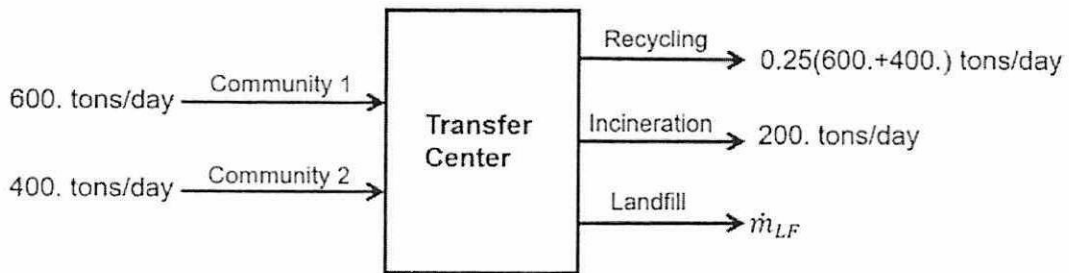 600. tons/day
Community 1
400. tons/day
Community 2
Transfer
Center
Recycling
0.25(600.+400.) tons/day
Incineration
200. tons/day
Landfill
ṁ_LF